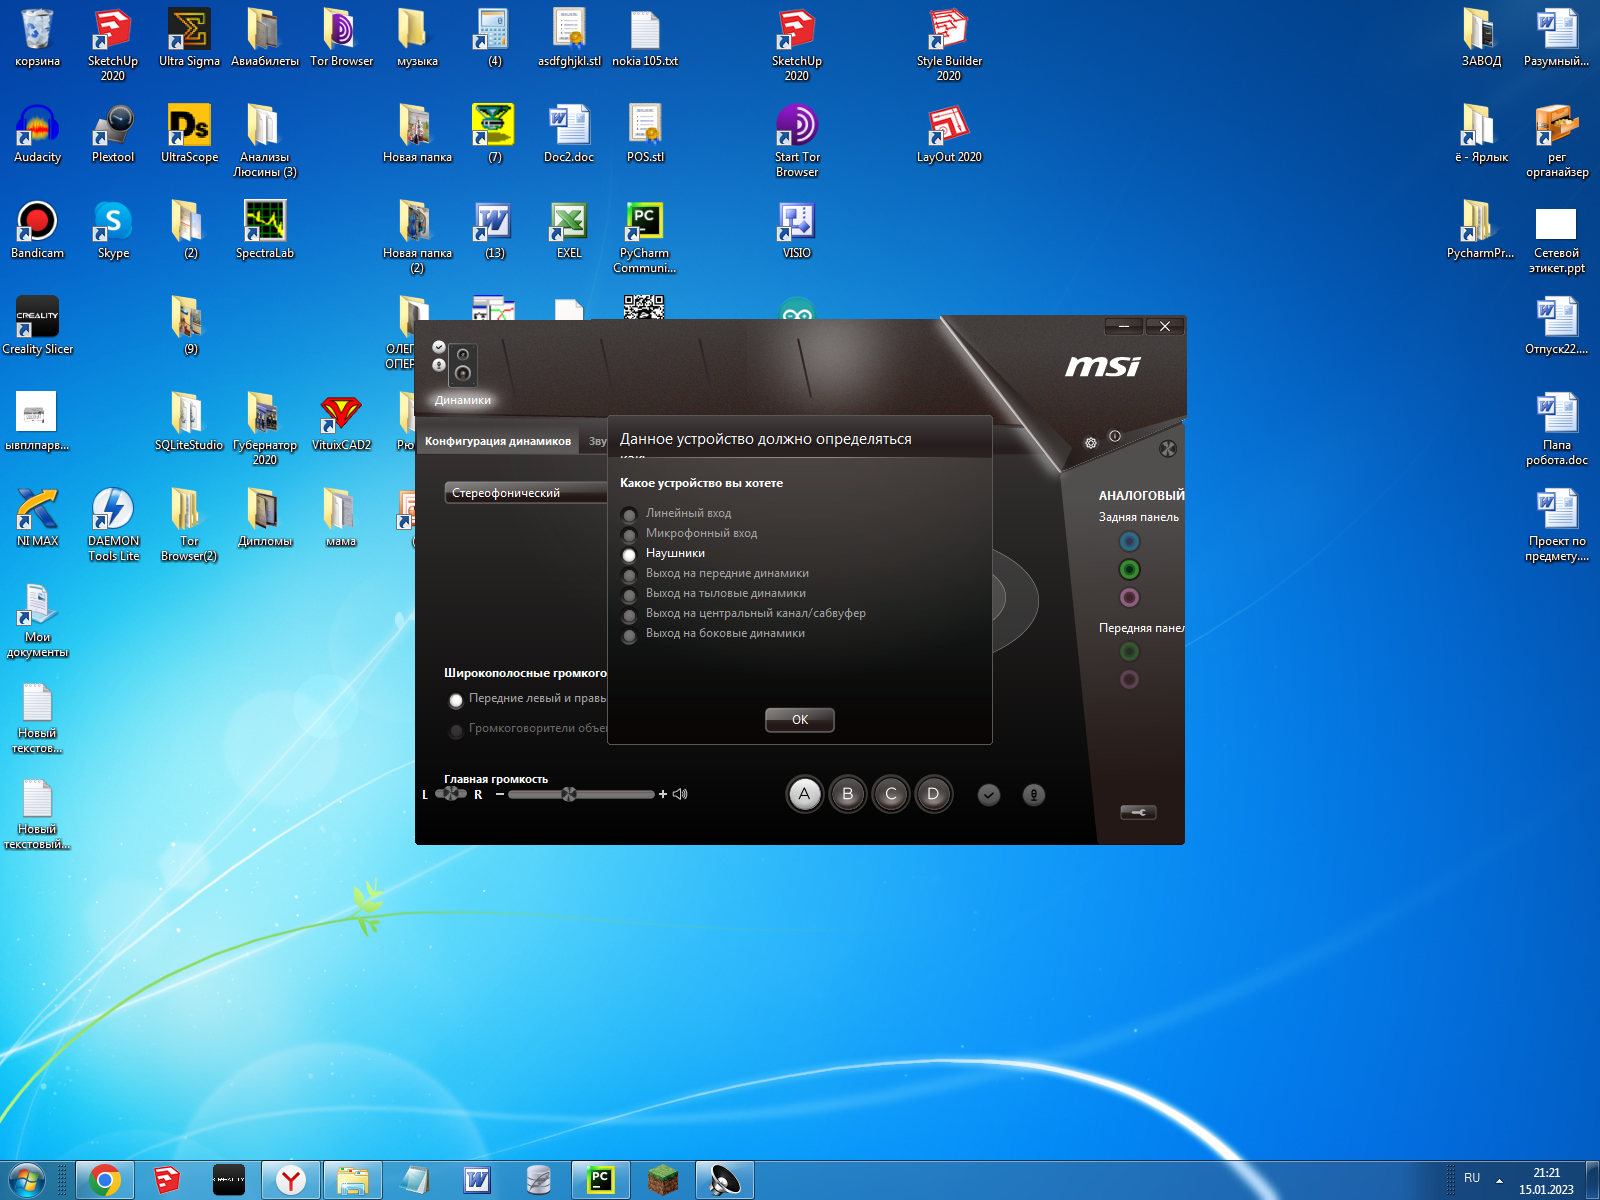 корзина
SketchUp
2020
Ultra Sigma
Авиабилеты
Tor Browser
музыка
(4)
asdfghjkl.stl
nokia 105.txt
SketchUp
2020
Style Builder
2020
ЗАВОД
Разумный...
Audacity
Plextool
Ds
UltraScope
Анализы
Люсины (3)
Новая папка
(7)
Doc2.doc
POS.stl
Start Tor
Browser
LayOut 2020
ё - Ярлык
рег
органайзер
Bandicam
Skype
(2)
SpectraLab
Новая папка
(2)
(13)
EXEL
PC
PyCharm
Communi...
VISIO
PycharmPr...
Сетевой
этикет.ppt
CREALITY
Creality Slicer
(9)
ОЛЕГ
ОПЕР
Отпуск22....
ывплпарв...
SQLiteStudio
Губернатор
2020
VituixCAD2
Рю
Папа
робота.doc
NI MAX
DAEMON
Tools Lite
Tor
Browser(2)
Дипломы
мама
Проект по
предмету....
Мои
документы
Новый
текстов...
Новый
текстовый...
msi
Динамики
Конфигурация динамиков
Зву
Стереофонический
Данное устройство должно определяться
как:
Какое устройство вы хотете
Линейный вход
Микрофонный вход
Наушники
Выход на передние динамики
Выход на тыловые динамики
Выход на центральный канал/сабвуфер
Выход на боковые динамики
OK
АНАЛОГОВЫЙ
Задняя панель
Передняя панел
Широкополосные громкого
Передние левый и правы
Громкоговорители объе
Главная громкость
L R − +
A B C D
CREALITY
PC
RU
21:21
15.01.2023